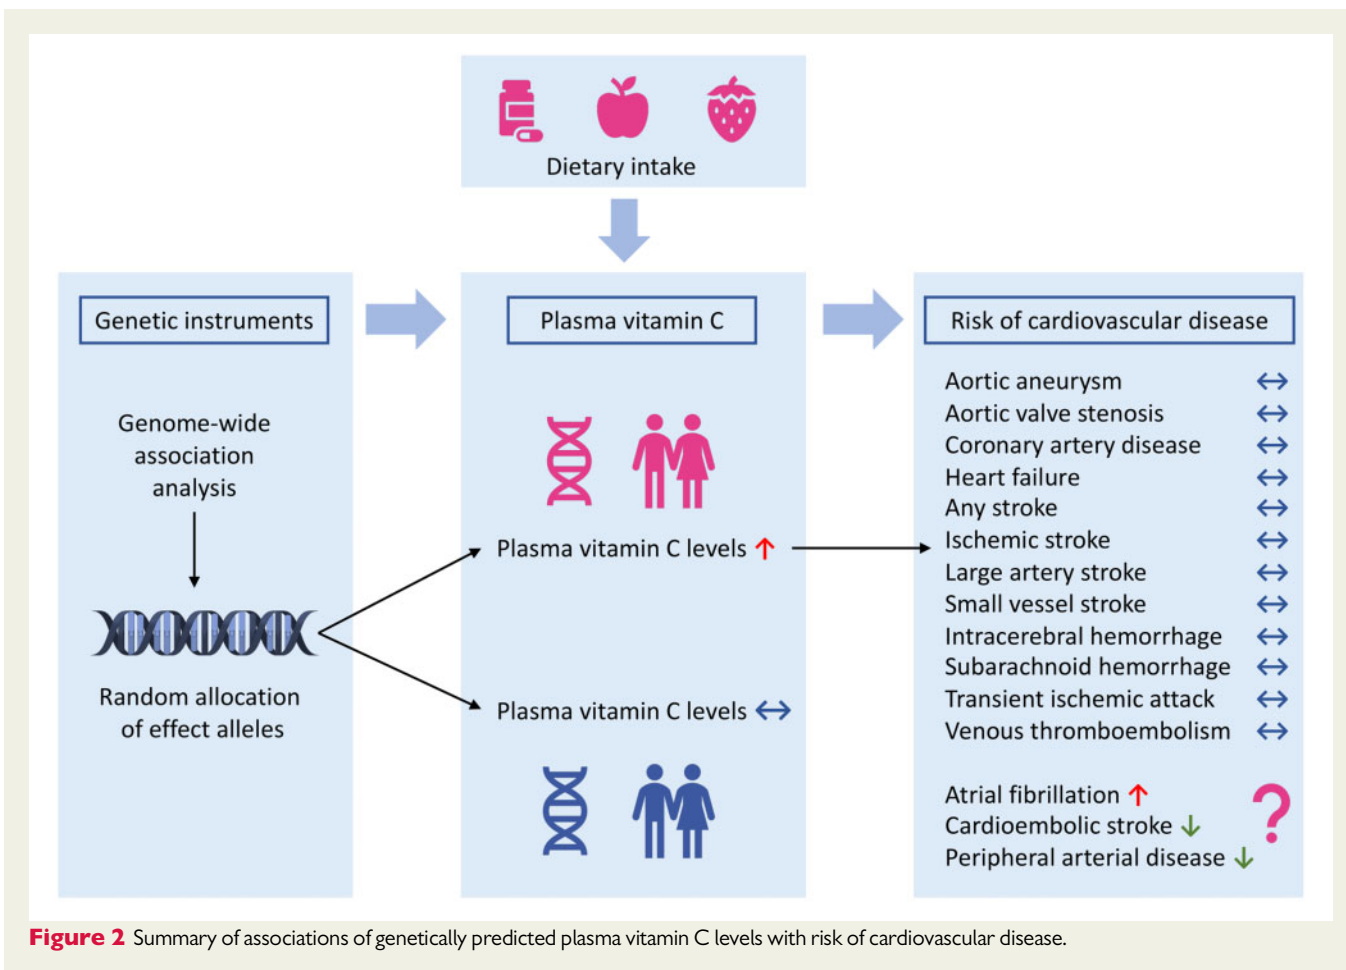 Dietary intake
Genetic instruments
Genome-wide
association
analysis
Random allocation
of effect alleles
Plasma vitamin C
Plasma vitamin C levels ↑
Plasma vitamin C levels ↔
Risk of cardiovascular disease
Aortic aneurysm ↔
Aortic valve stenosis ↔
Coronary artery disease ↔
Heart failure ↔
Any stroke ↔
Ischemic stroke ↔
Large artery stroke ↔
Small vessel stroke ↔
Intracerebral hemorrhage ↔
Subarachnoid hemorrhage ↔
Transient ischemic attack ↔
Venous thromboembolism ↔
Atrial fibrillation ↑
Cardioembolic stroke ↓
Peripheral arterial disease ↓
?
Figure 2 Summary of associations of genetically predicted plasma vitamin C levels with risk of cardiovascular disease.